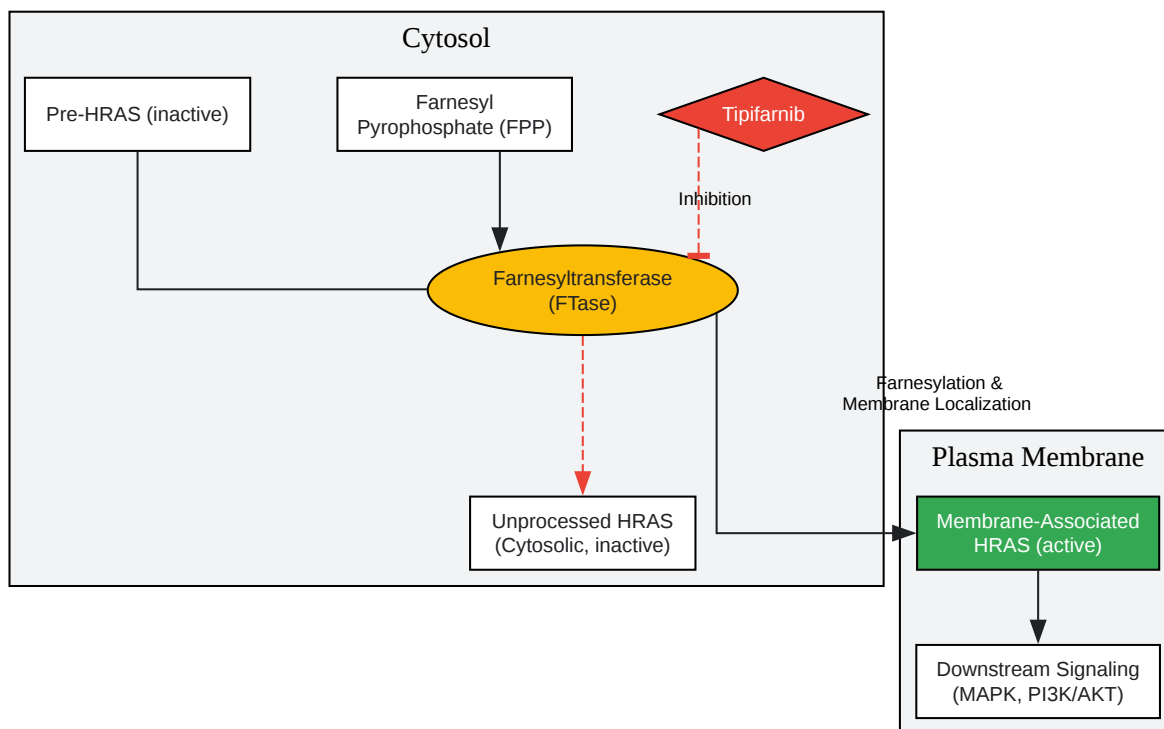 Cytosol
Pre-HRAS (inactive)
Farnesyl
Pyrophosphate (FPP)
Tipifarnib
Inhibition
Farnesyltransferase
(FTase)
Farnesylation &
Membrane Localization
Unprocessed HRAS
(Cytosolic, inactive)
Plasma Membrane
Membrane-Associated
HRAS (active)
Downstream Signaling
(MAPK, PI3K/AKT)